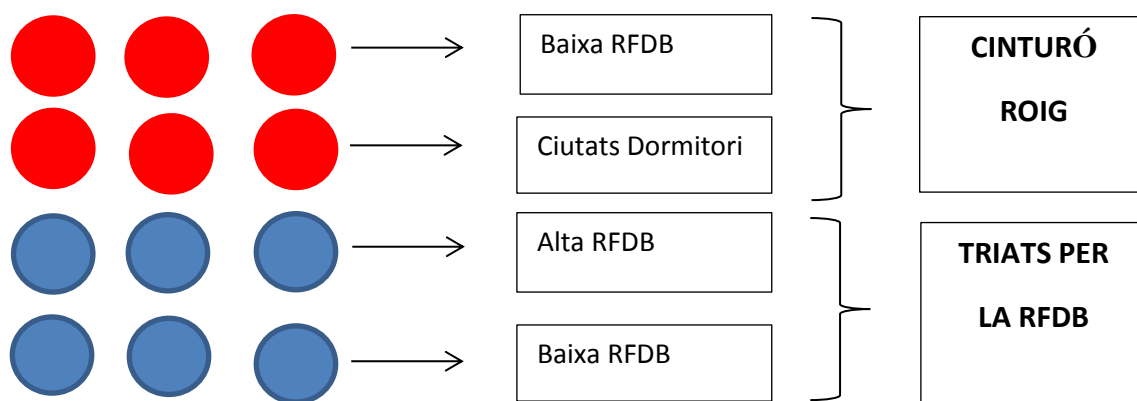 Baixa RFDB
Ciutats Dormitori
Alta RFDB
Baixa RFDB
CINTURÓ
ROIG
TRIATS PER
LA RFDB